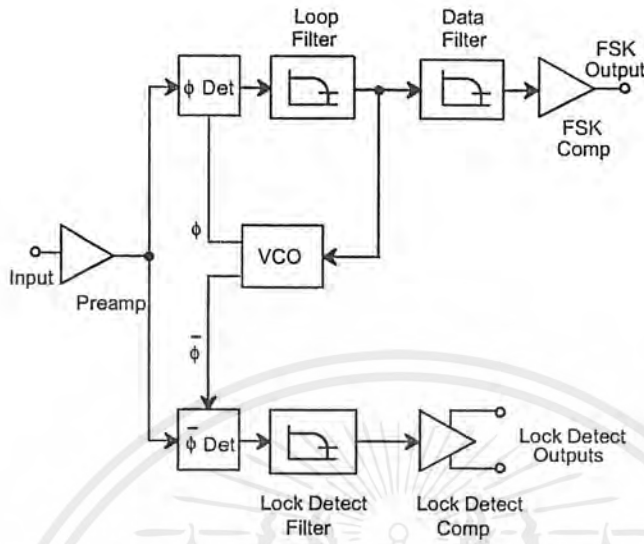 Loop
Filter
Data
Filter
FSK
Output
ϕ Det
FSK
Comp
ϕ
VCO
Input
Preamp
ϕ̅
ϕ̅ Det
Lock Detect
Outputs
Lock Detect
Filter
Lock Detect
Comp